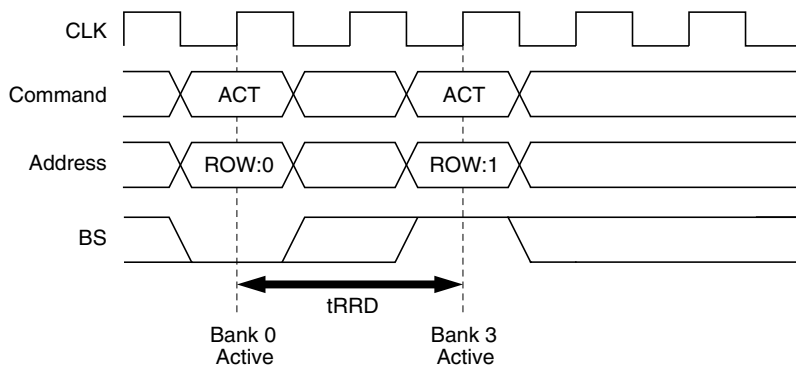 CLK
Command
ACT
ACT
Address
ROW:0
ROW:1
BS
tRRD
Bank 0
Active
Bank 3
Active